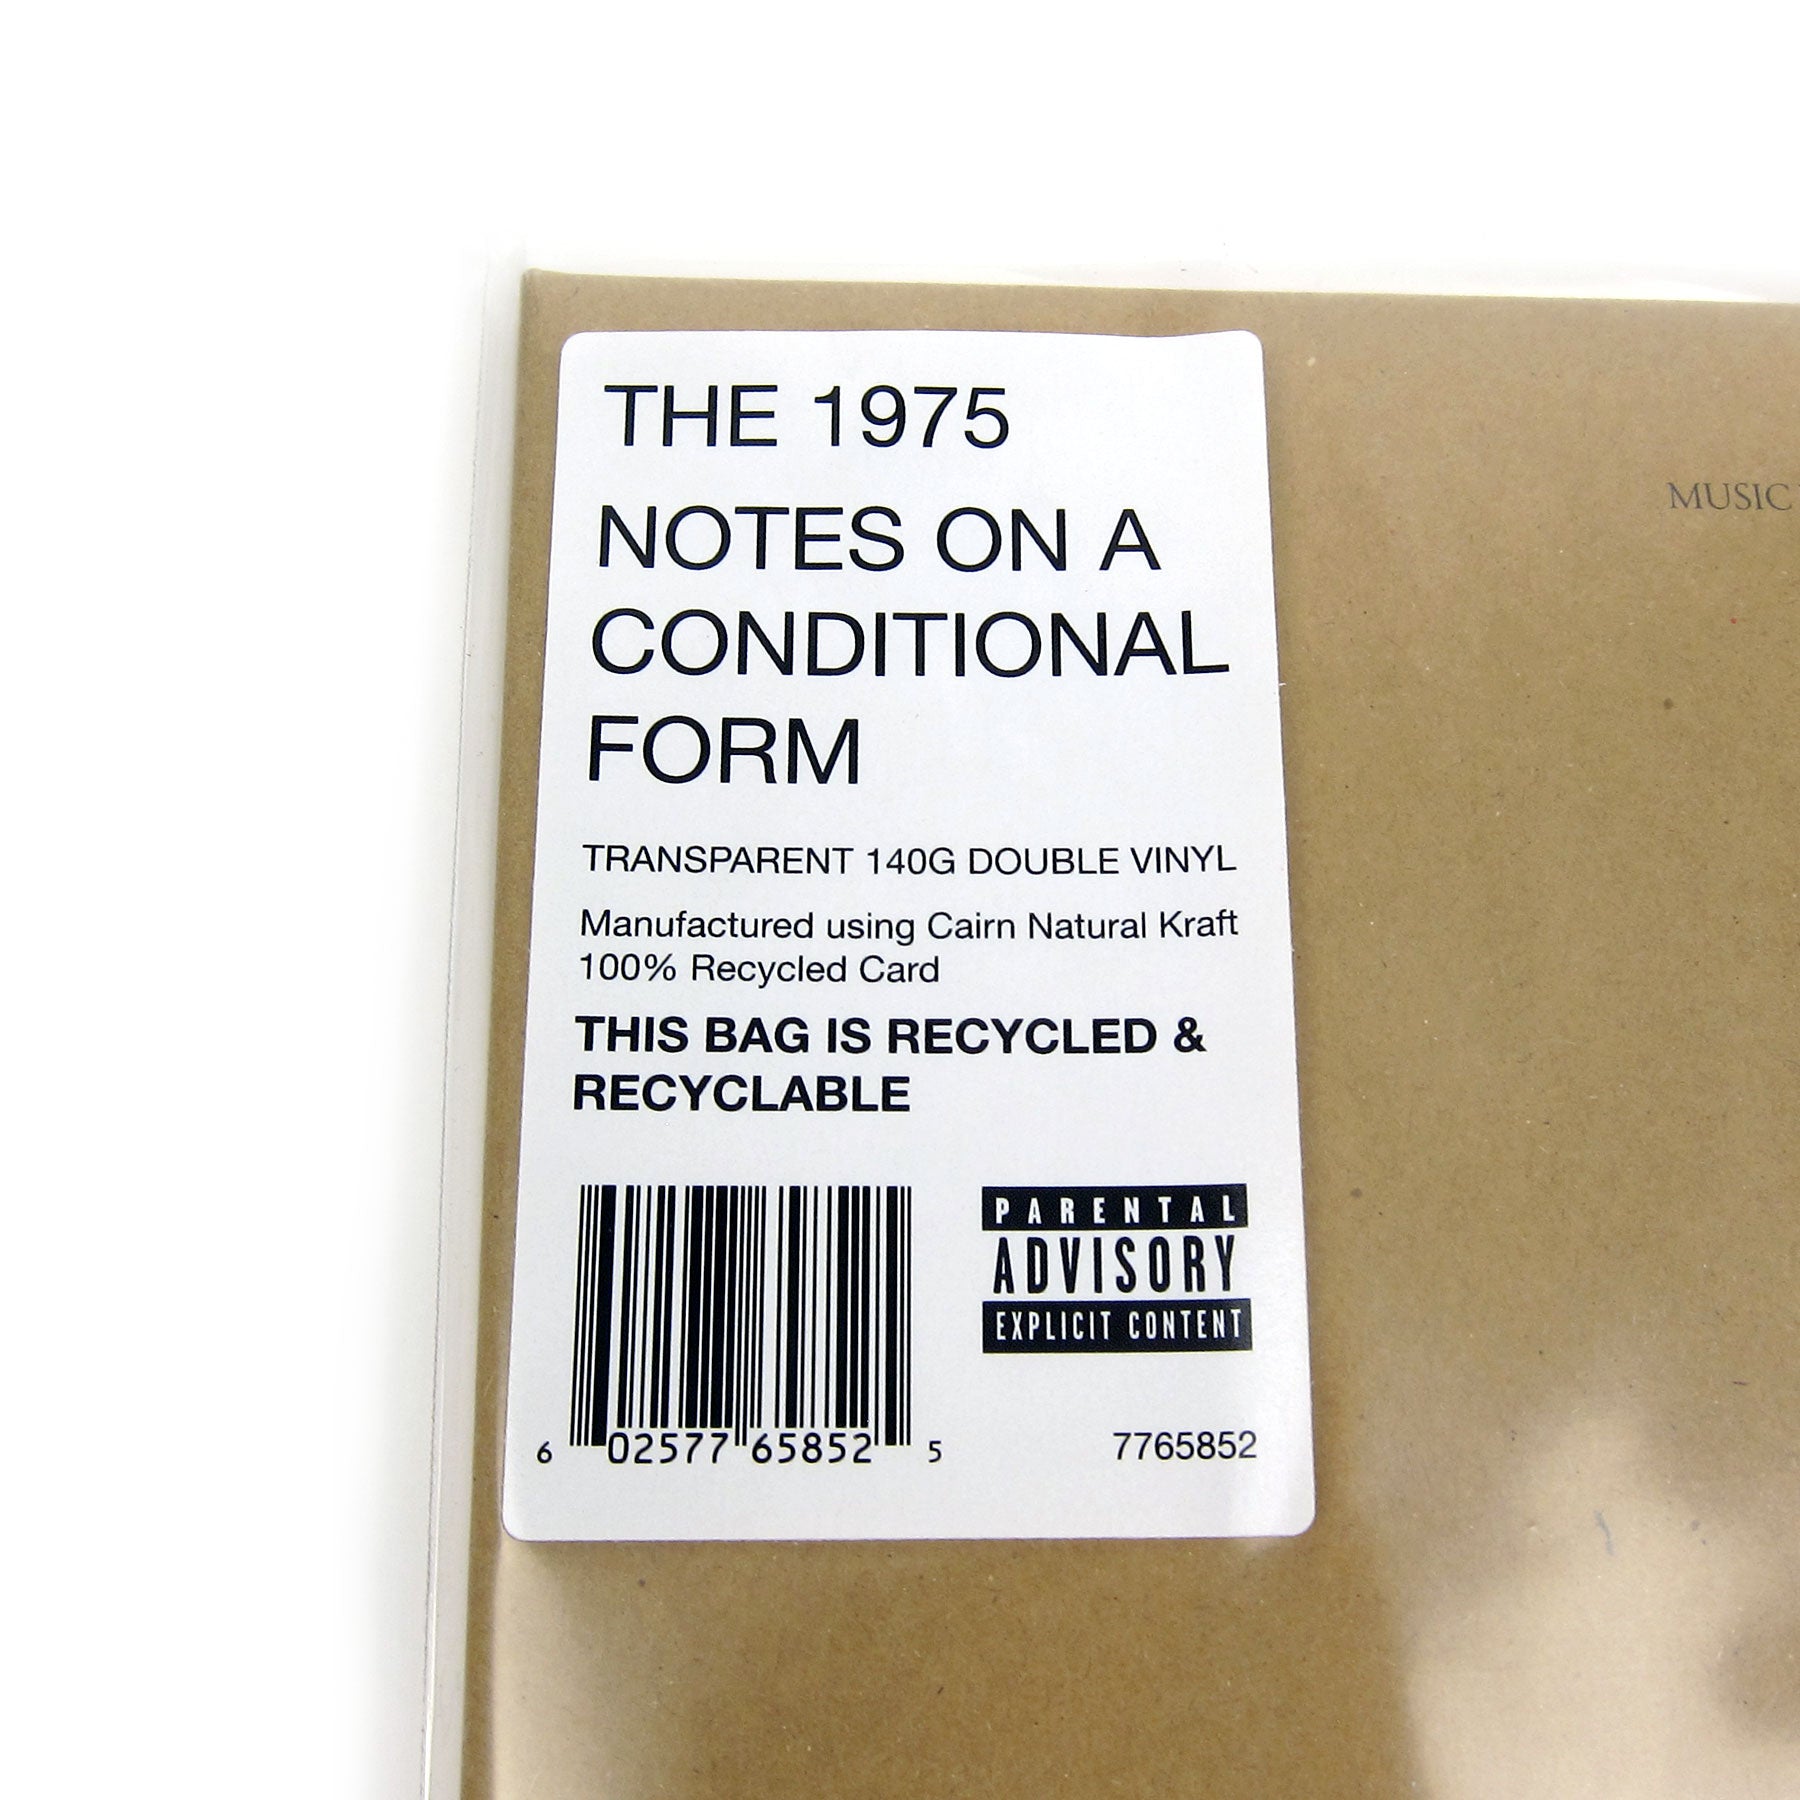 THE 1975
NOTES ON A
CONDITIONAL
FORM
TRANSPARENT 140G DOUBLE VINYL
Manufactured using Cairn Natural Kraft
100% Recycled Card
THIS BAG IS RECYCLED &
RECYCLABLE
PARENTAL
ADVISORY
EXPLICIT CONTENT
6 02577 65852 5
7765852
MUSIC